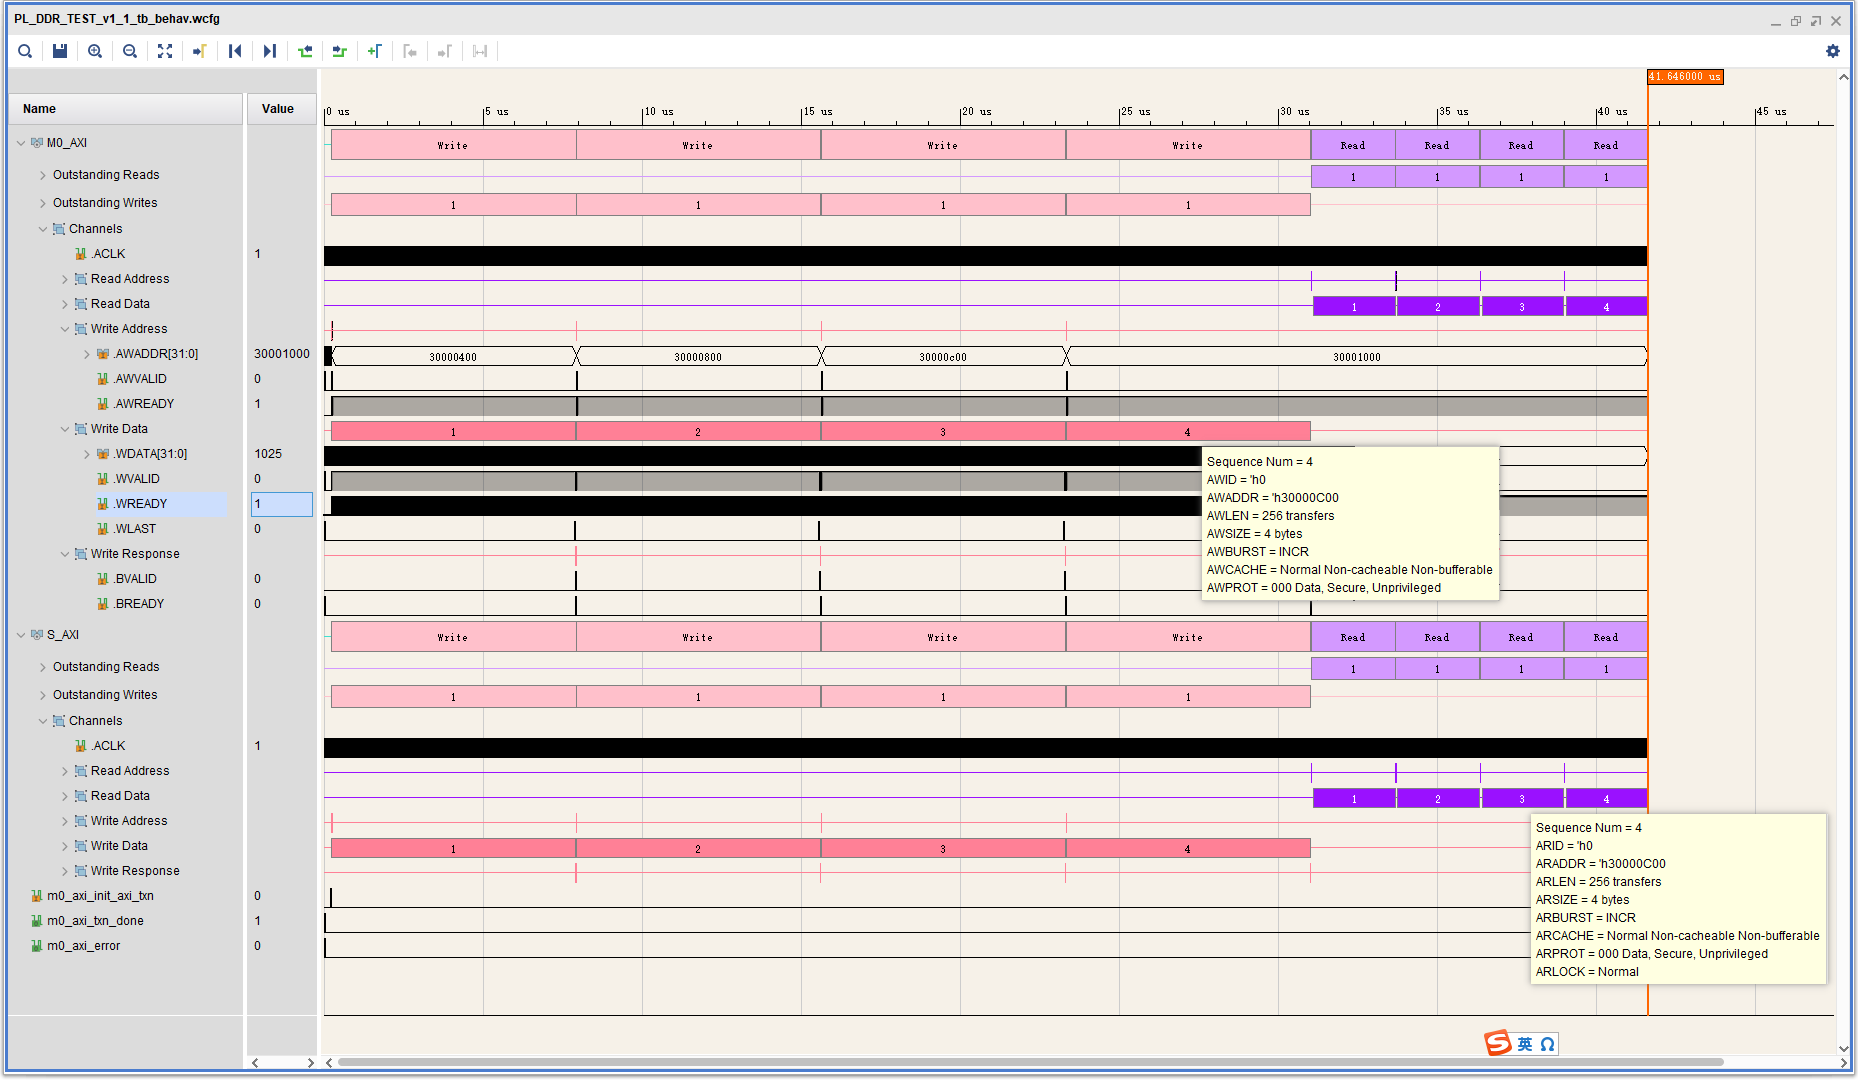 PL_DDR_TEST_v1_1_tb_behav.wcfg
41.646000 us
Name Value
0 us 5 us 10 us 15 us 20 us 25 us 30 us 35 us 40 us 45 us
M0_AXI Write Write Write Write Read Read Read Read
Outstanding Reads 1 1 1 1
Outstanding Writes 1 1 1 1
Channels
.ACLK 1
Read Address
Read Data 1 2 3 4
Write Address
.AWADDR[31:0] 30001000 30000400 30000800 30000c00 30001000
.AWVALID 0
.AWREADY 1
Write Data 1 2 3 4
.WDATA[31:0] 1025
.WVALID 0
.WREADY 1
.WLAST 0
Write Response
.BVALID 0
.BREADY 0
Sequence Num = 4
AWID = 'h0
AWADDR = 'h30000C00
AWLEN = 256 transfers
AWSIZE = 4 bytes
AWBURST = INCR
AWCACHE = Normal Non-cacheable Non-bufferable
AWPROT = 000 Data, Secure, Unprivileged
S_AXI Write Write Write Write Read Read Read Read
Outstanding Reads 1 1 1 1
Outstanding Writes 1 1 1 1
Channels
.ACLK 1
Read Address
Read Data 1 2 3 4
Write Address
Write Data 1 2 3 4
Write Response
m0_axi_init_axi_txn 0
m0_axi_txn_done 1
m0_axi_error 0
Sequence Num = 4
ARID = 'h0
ARADDR = 'h30000C00
ARLEN = 256 transfers
ARSIZE = 4 bytes
ARBURST = INCR
ARCACHE = Normal Non-cacheable Non-bufferable
ARPROT = 000 Data, Secure, Unprivileged
ARLOCK = Normal
S 英 Ω